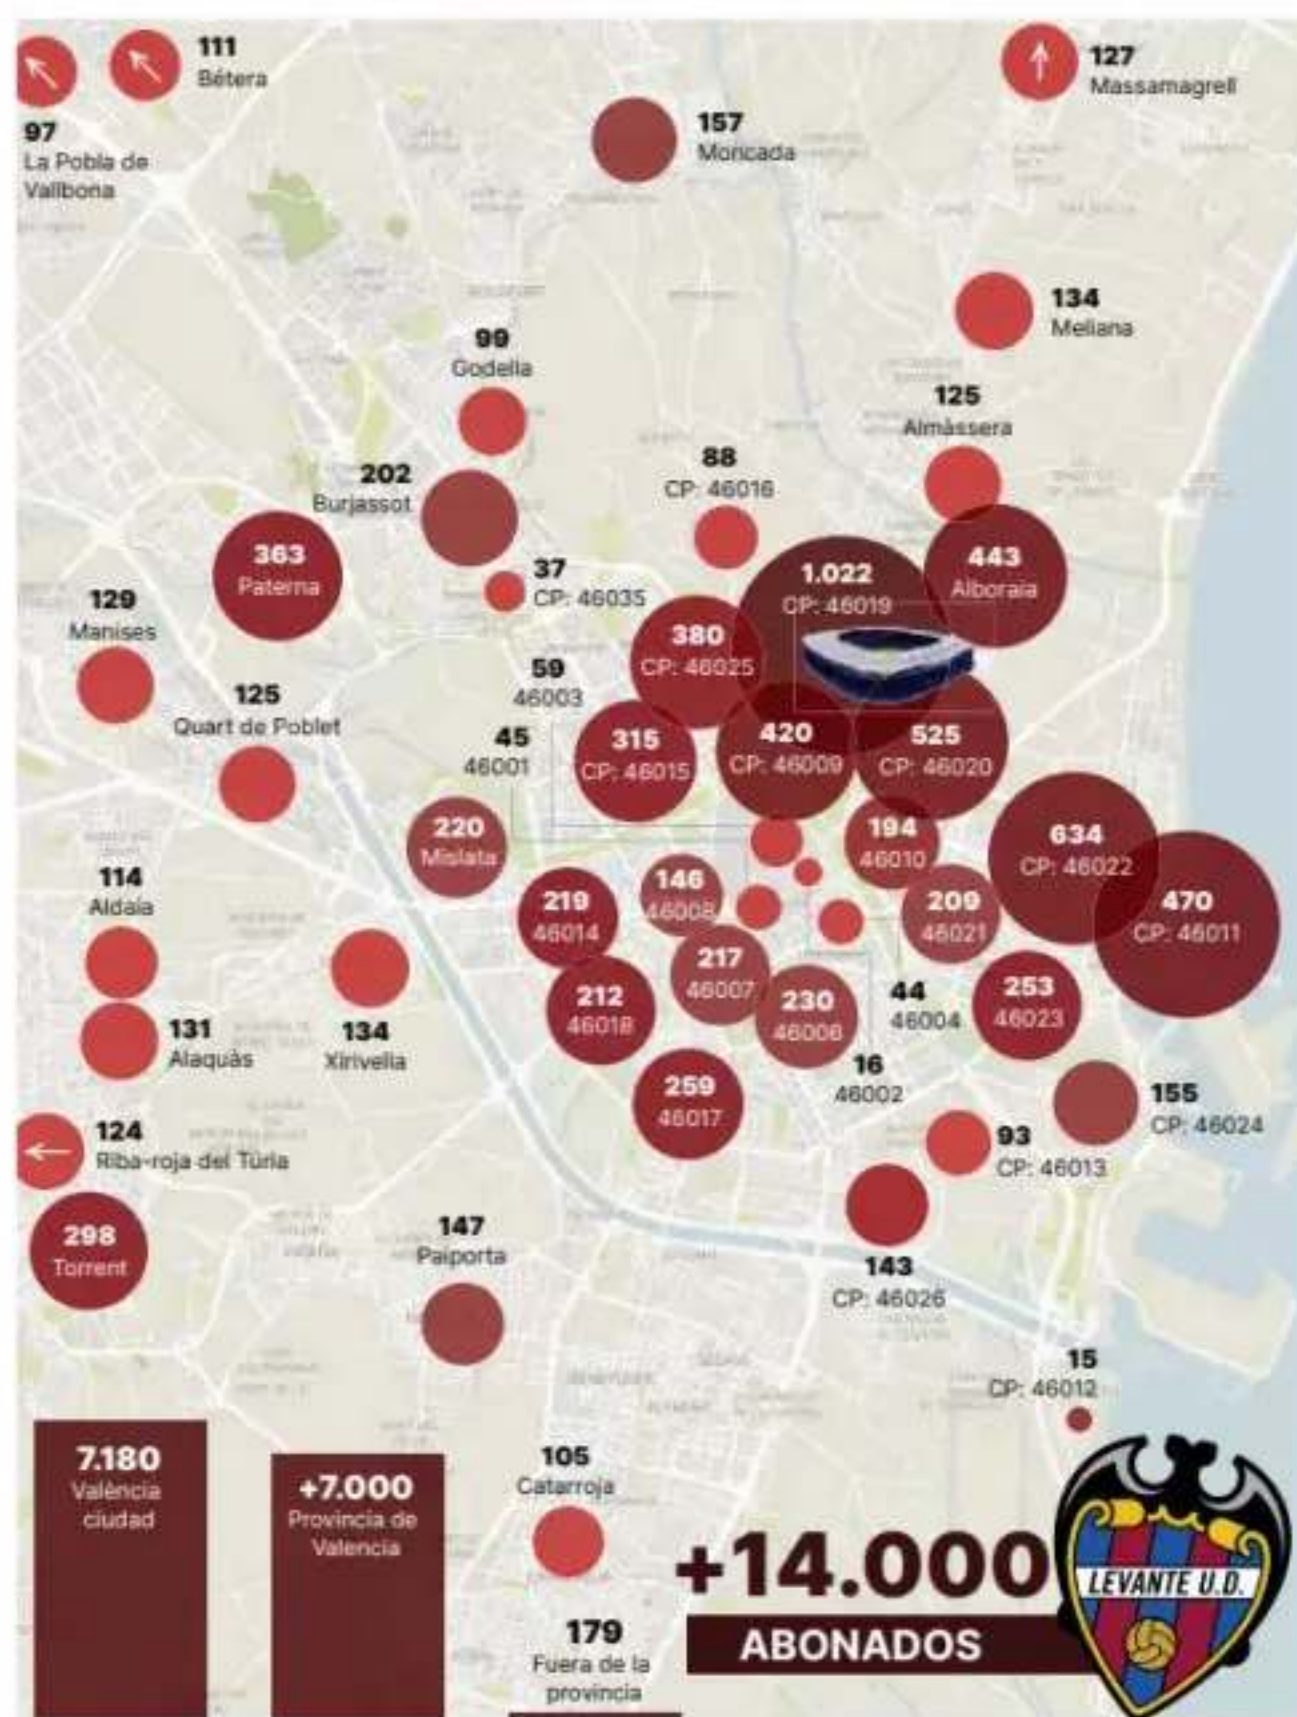 111
Bétera
127
Massamagrell
97
La Pobla de
Vallbona
157
Moncada
134
Meliana
99
Godella
125
Almàssera
202
Burjassot
88
CP: 46016
363
Paterna
37
CP: 46035
1.022
CP: 46019
443
Alboraia
129
Manises
380
CP: 46025
59
46003
125
Quart de Poblet
45
46001
315
CP: 46015
420
CP: 46009
525
CP: 46020
220
Mislata
194
46010
634
CP: 46022
114
Aldaia
219
46014
146
46008
209
46021
470
CP: 46011
217
46007
212
46018
230
46006
44
46004
253
46023
131
Alaquàs
134
Xirivella
16
46002
259
46017
155
CP: 46024
124
Riba-roja del Túria
93
CP: 46013
298
Torrent
147
Paiporta
143
CP: 46026
15
CP: 46012
7.180
València
ciudad
+7.000
Provincia de
Valencia
105
Catarroja
+14.000
ABONADOS
LEVANTE U.D.
179
Fuera de la
provincia